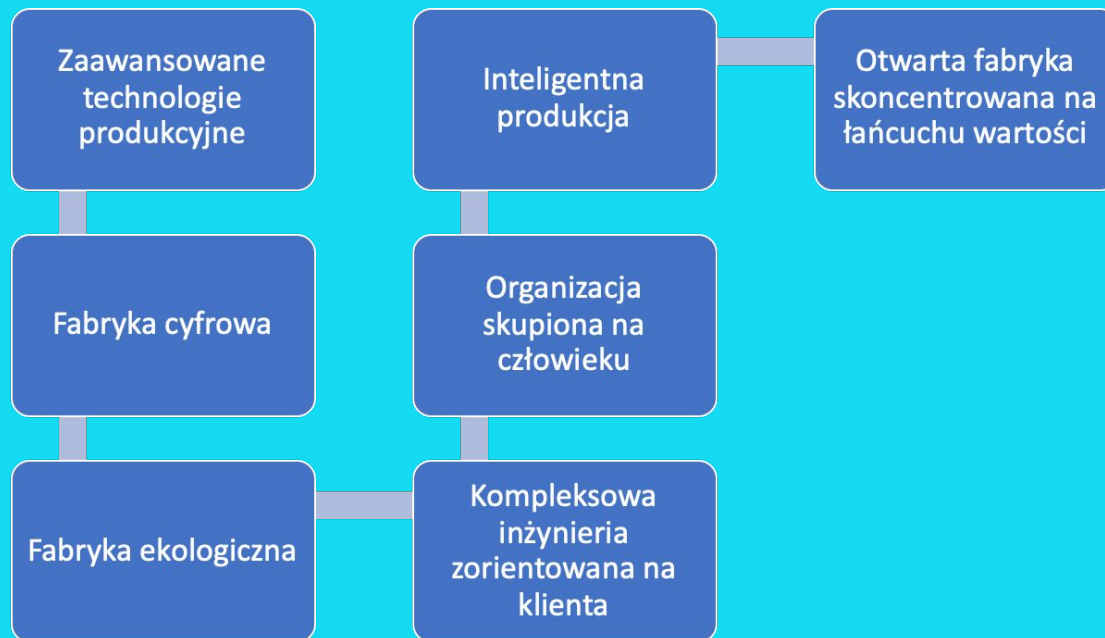 Zaawansowane
technologie
produkcyjne
Fabryka cyfrowa
Fabryka ekologiczna
Kompleksowa
inżynieria
zorientowana na
klienta
Organizacja
skupiona na
człowieku
Inteligentna
produkcja
Otwarta fabryka
skoncentrowana na
łańcuchu wartości